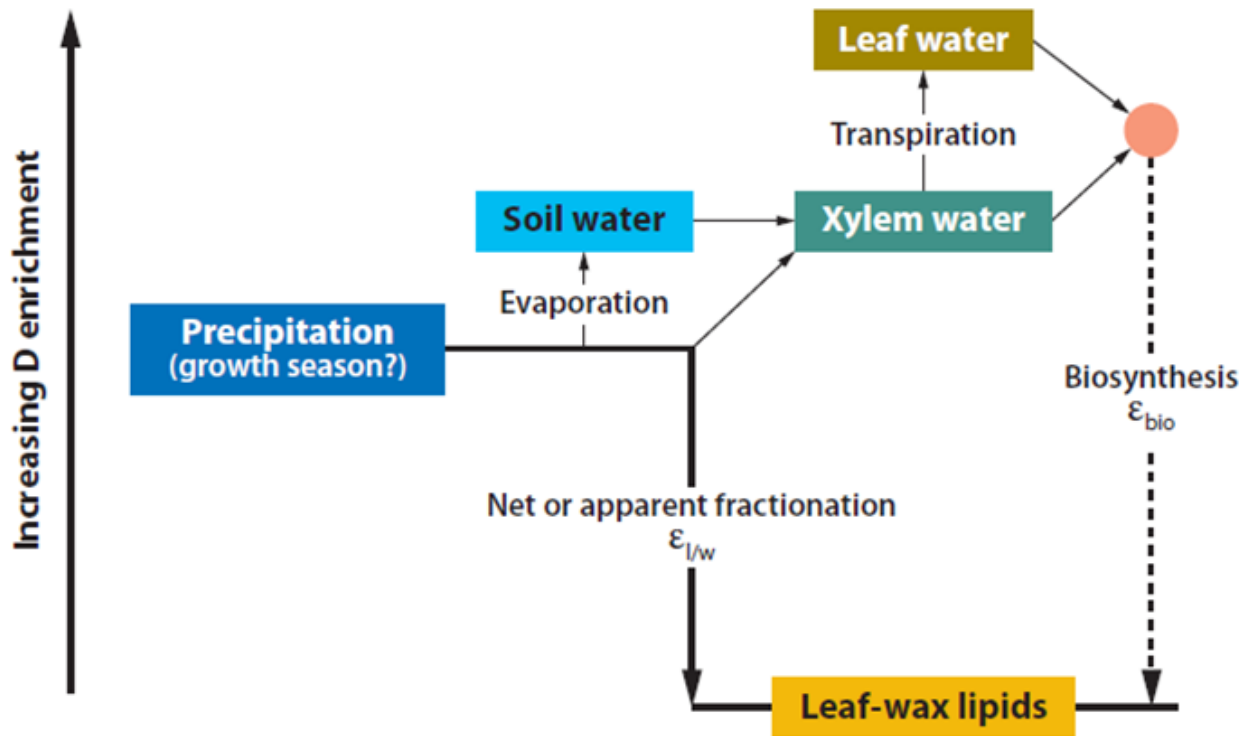 Increasing D enrichment
Leaf water
Transpiration
Soil water
Xylem water
Evaporation
Precipitation
(growth season?)
Biosynthesis
εbio
Net or apparent fractionation
εl/w
Leaf-wax lipids